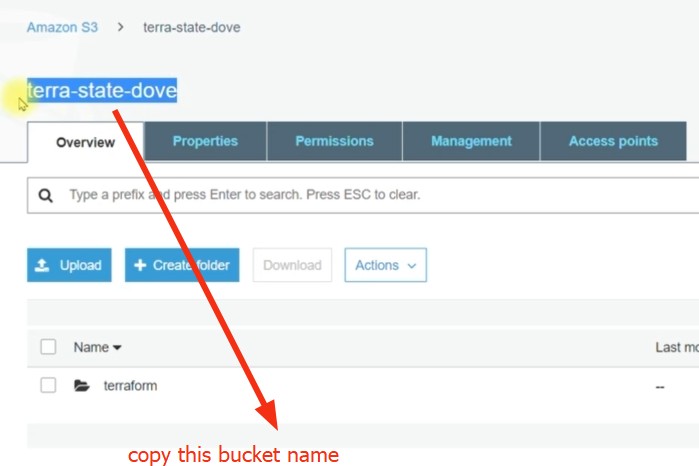 Amazon S3 > terra-state-dove
terra-state-dove
Overview Properties Permissions Management Access points
Type a prefix and press Enter to search. Press ESC to clear.
Upload + Create folder Download Actions
Name Last mo
terraform --
copy this bucket name